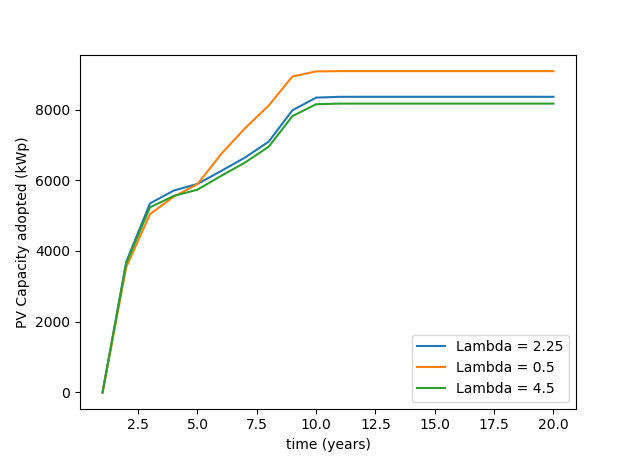 PV Capacity adopted (kWp)
8000
6000
4000
2000
0
Lambda = 2.25
Lambda = 0.5
Lambda = 4.5
2.5 5.0 7.5 10.0 12.5 15.0 17.5 20.0
time (years)